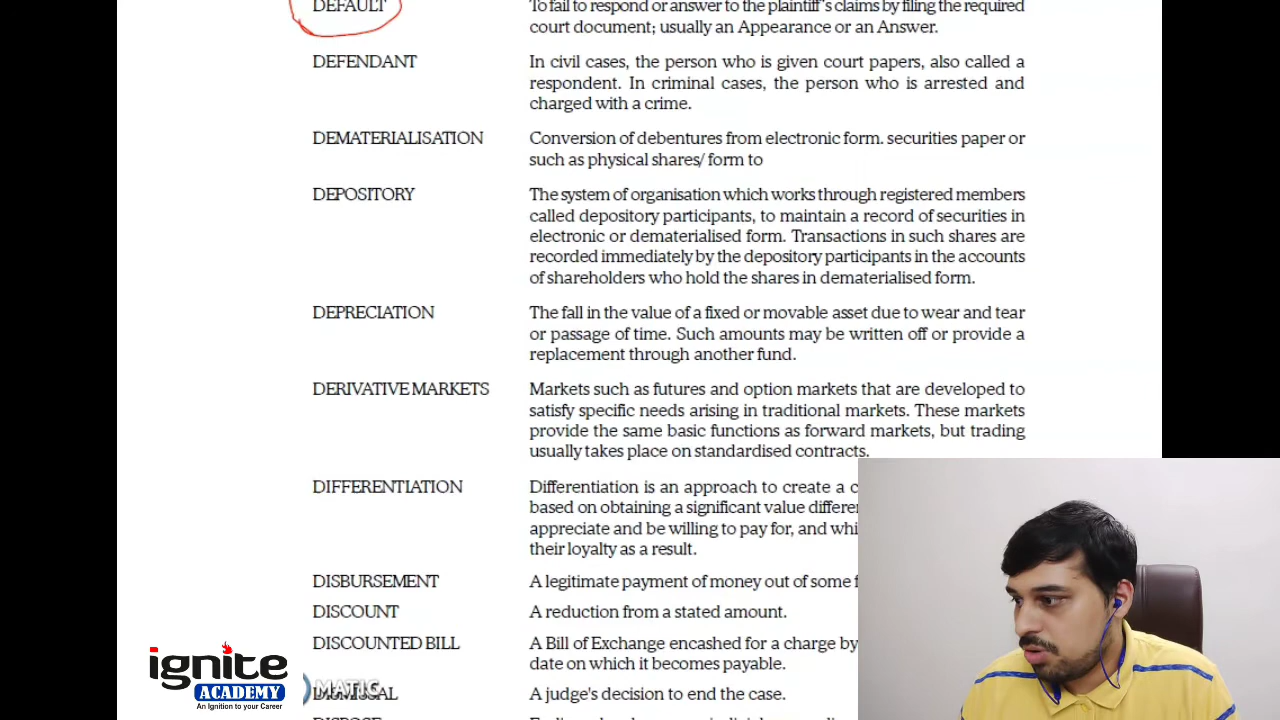 DEFAULT To fail to respond or answer to the plaintiff's claims by filing the required
court document; usually an Appearance or an Answer.
DEFENDANT In civil cases, the person who is given court papers, also called a
respondent. In criminal cases, the person who is arrested and
charged with a crime.
DEMATERIALISATION Conversion of debentures from electronic form. securities paper or
such as physical shares/ form to
DEPOSITORY The system of organisation which works through registered members
called depository participants, to maintain a record of securities in
electronic or dematerialised form. Transactions in such shares are
recorded immediately by the depository participants in the accounts
of shareholders who hold the shares in dematerialised form.
DEPRECIATION The fall in the value of a fixed or movable asset due to wear and tear
or passage of time. Such amounts may be written off or provide a
replacement through another fund.
DERIVATIVE MARKETS Markets such as futures and option markets that are developed to
satisfy specific needs arising in traditional markets. These markets
provide the same basic functions as forward markets, but trading
usually takes place on standardised contracts.
DIFFERENTIATION Differentiation is an approach to create a
based on obtaining a significant value
appreciate and be willing to pay for, and
their loyalty as a result.
DISBURSEMENT A legitimate payment of money out of some
DISCOUNT A reduction from a stated amount.
DISCOUNTED BILL A Bill of Exchange encashed for a charge by
date on which it becomes payable.
A judge's decision to end the case.
ignite
ACADEMY
An Ignition to your Career
MATIC